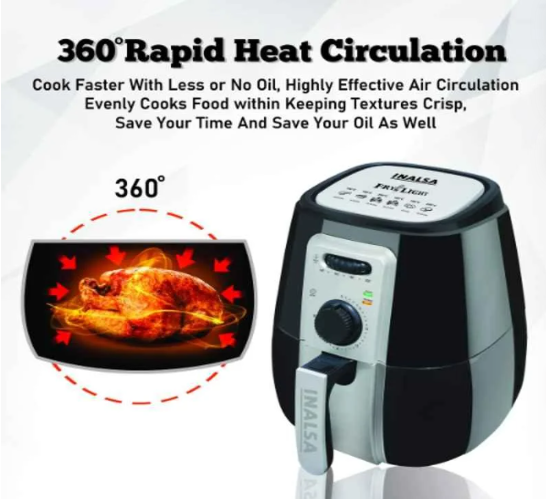 360°Rapid Heat Circulation
Cook Faster With Less or No Oil, Highly Effective Air Circulation
Evenly Cooks Food within Keeping Textures Crisp,
Save Your Time And Save Your Oil As Well
360°
INALSA
FRY LIGHT
INALSA